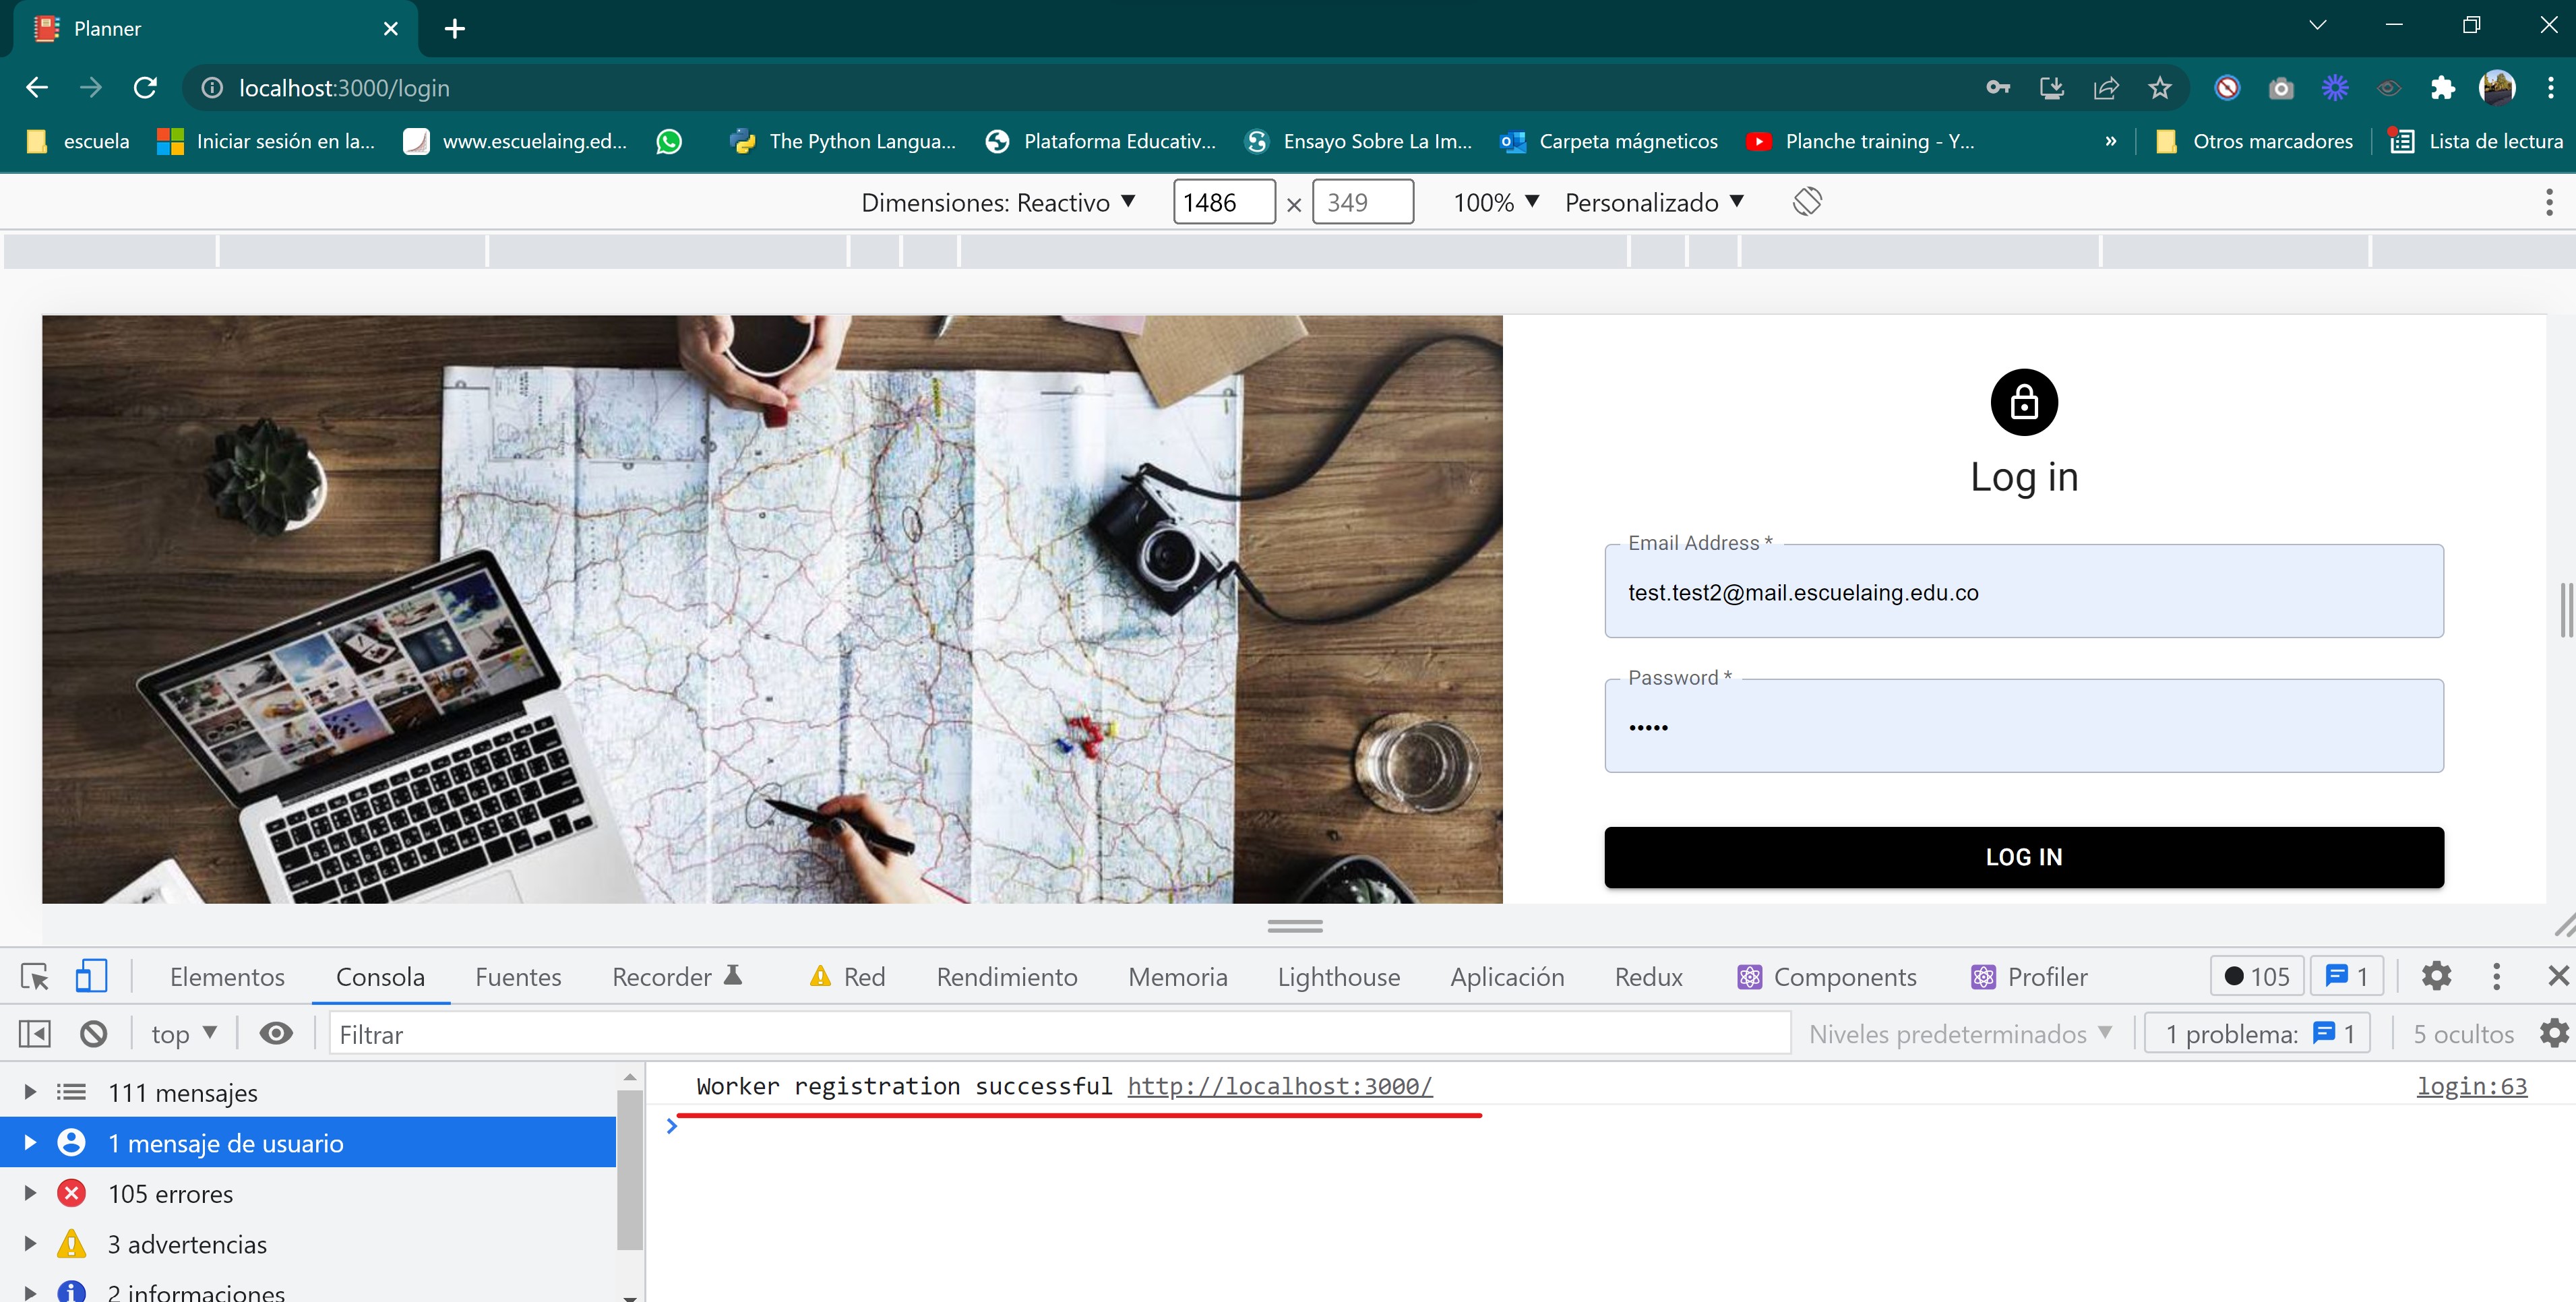 Planner
localhost:3000/login
escuela
Iniciar sesión en la...
www.escuelaing.ed...
The Python Langua...
Plataforma Educativ...
Ensayo Sobre La Im...
Carpeta mágneticos
Planche training - Y...
»
Otros marcadores
Lista de lectura
Dimensiones: Reactivo
1486 × 349
100%
Personalizado
Log in
Email Address *
test.test2@mail.escuelaing.edu.co
Password *
•••••
LOG IN
Elementos
Consola
Fuentes
Recorder
Red
Rendimiento
Memoria
Lighthouse
Aplicación
Redux
Components
Profiler
105
1
top
Filtrar
Niveles predeterminados
1 problema: 1
5 ocultos
111 mensajes
1 mensaje de usuario
105 errores
3 advertencias
2 informaciones
Worker registration successful http://localhost:3000/
login:63